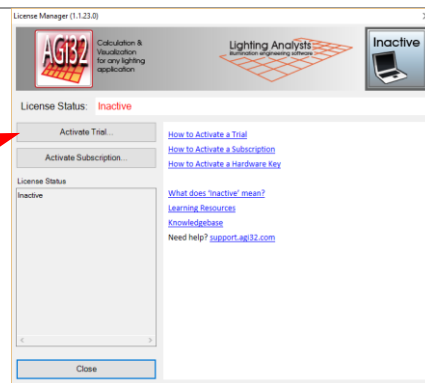 License Manager (1.1.23.0)
AGi32
Calculation &
Visualization
for any lighting
application
Lighting Analysts
illumination engineering software
Inactive
License Status: Inactive
Activate Trial...
Activate Subscription...
License Status
Inactive
How to Activate a Trial
How to Activate a Subscription
How to Activate a Hardware Key
What does 'Inactive' mean?
Learning Resources
Knowledgebase
Need help? support.agi32.com
Close